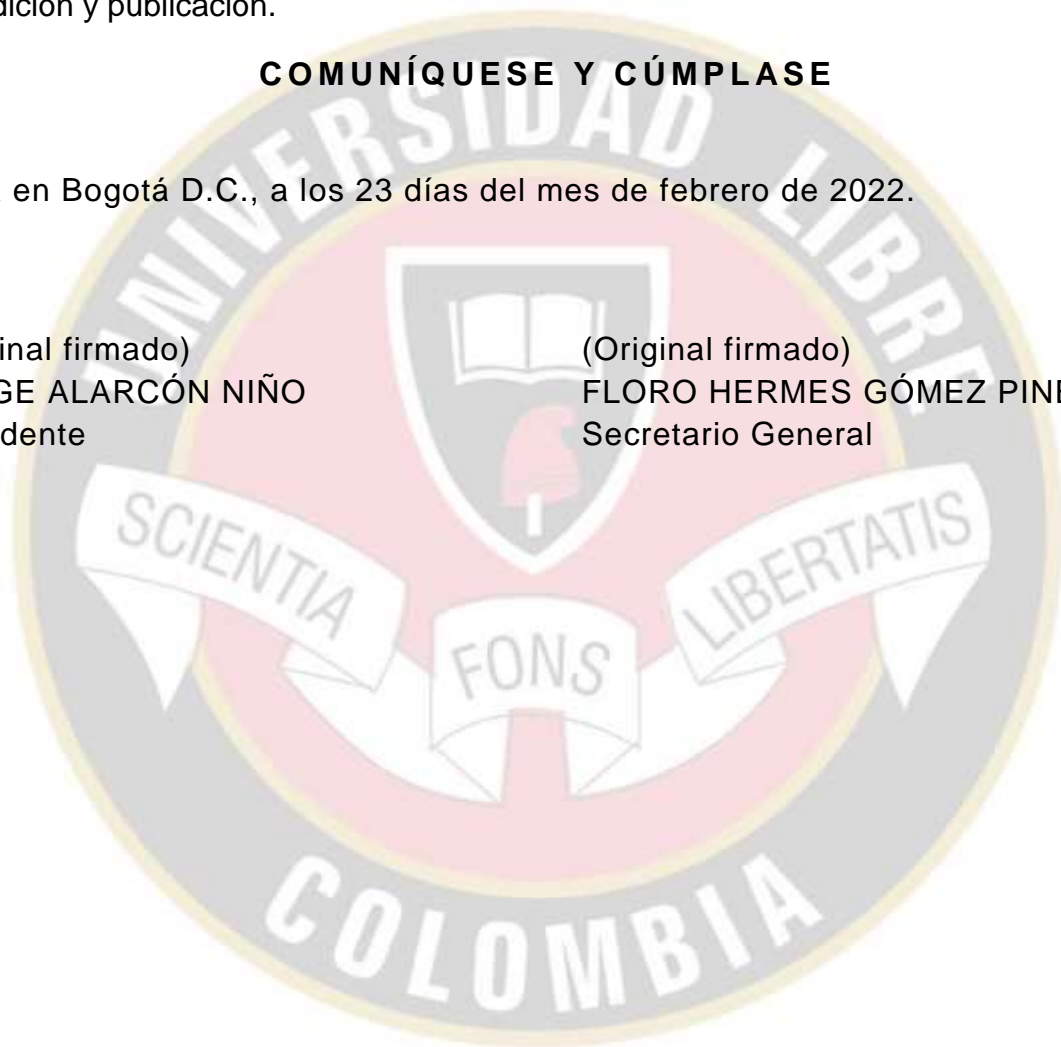 dición y publicación.
COMUNÍQUESE Y CÚMPLASE
en Bogotá D.C., a los 23 días del mes de febrero de 2022.
inal firmado)
(Original firmado)
GE ALARCÓN NIÑO
FLORO HERMES GÓMEZ PINE
dente
Secretario General
UNIVERSIDAD LIBRE
SCIENTIA
FONS
LIBERTATIS
COLOMBIA